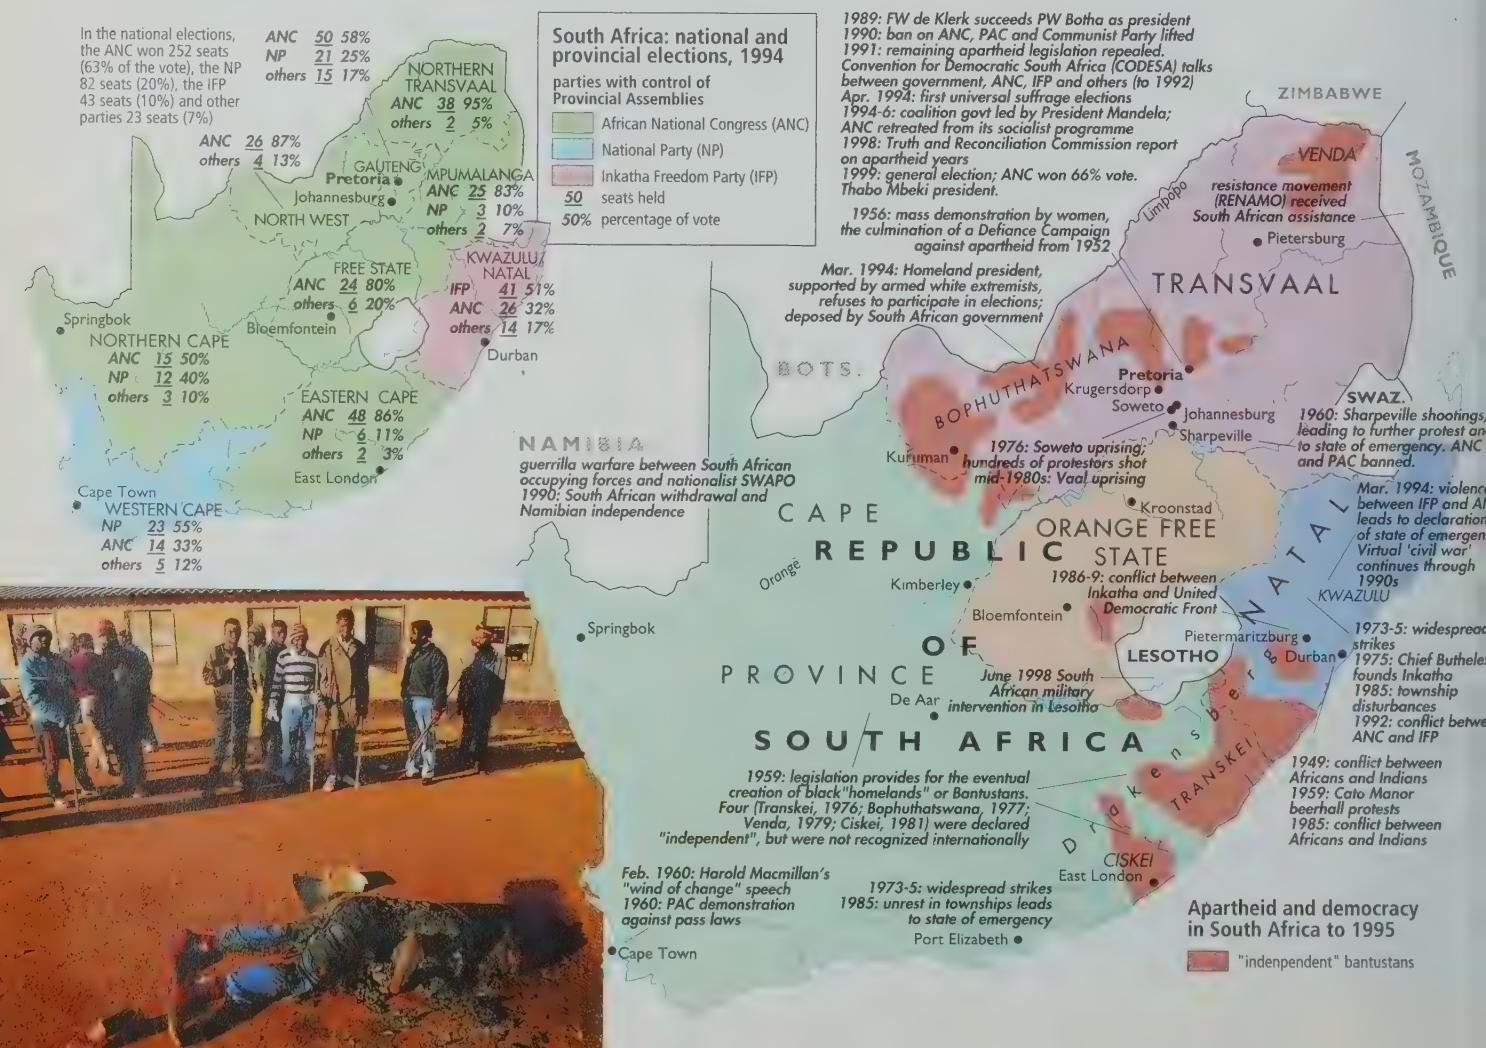 In the national elections,
the ANC won 252 seats
(63% of the vote), the NP
82 seats (20%), the IFP
43 seats (10%) and other
parties 23 seats (7%)
ANC 50 58%
NP 21 25%
others 15 17%
NORTHERN
TRANSVAAL
ANC 38 95%
others 2 5%
ANC 26 87%
others 4 13%
GAUTENG
Pretoria
Johannesburg
NORTH WEST
MPUMALANGA
ANC 25 83%
NP 3 10%
others 2 7%
KWAZULU/
NATAL
IFP 41 51%
ANC 26 32%
others 14 17%
Durban
FREE STATE
ANC 24 80%
others 6 20%
Bloemfontein
Springbok
NORTHERN CAPE
ANC 15 50%
NP 12 40%
others 3 10%
EASTERN CAPE
ANC 48 86%
NP 6 11%
others 2 3%
East London
Cape Town
WESTERN CAPE
NP 23 55%
ANC 14 33%
others 5 12%
South Africa: national and
provincial elections, 1994
parties with control of
Provincial Assemblies
African National Congress (ANC)
National Party (NP)
Inkatha Freedom Party (IFP)
50 seats held
50% percentage of vote
1989: FW de Klerk succeeds PW Botha as president
1990: ban on ANC, PAC and Communist Party lifted
1991: remaining apartheid legislation repealed.
Convention for Democratic South Africa (CODESA) talks
between government, ANC, IFP and others (to 1992)
Apr. 1994: first universal suffrage elections
1994-6: coalition govt led by President Mandela;
ANC retreated from its socialist programme
1998: Truth and Reconciliation Commission report
on apartheid years
1999: general election; ANC won 66% vote.
Thabo Mbeki president.
1956: mass demonstration by women,
the culmination of a Defiance Campaign
against apartheid from 1952
Mar. 1994: Homeland president,
supported by armed white extremists,
refuses to participate in elections;
deposed by South African government
ZIMBABWE
VENDA
MOZAMBIQUE
Limpopo
resistance movement
(RENAMO) received
South African assistance
Pietersburg
TRANSVAAL
BOTS.
BOPHUTHATSWANA
Pretoria
Krugersdorp
Soweto
Johannesburg
Sharpeville
SWAZ.
1960: Sharpeville shootings,
leading to further protest an
to state of emergency. ANC
and PAC banned.
Kuruman
1976: Soweto uprising;
hundreds of protestors shot
mid-1980s: Vaal uprising
NAMIBIA
guerrilla warfare between South African
occupying forces and nationalist SWAPO
1990: South African withdrawal and
Namibian independence
Mar. 1994: violence
between IFP and A
leads to declaration
of state of emergen
Virtual 'civil war'
continues through
1990s
KWAZULU
NATAL
Kroonstad
ORANGE FREE
STATE
CAPE
REPUBLIC
Orange
Kimberley
1986-9: conflict between
Inkatha and United
Democratic Front
Bloemfontein
Springbok
OF
PROVINCE
Pietermaritzburg
LESOTHO
Durban
1973-5: widespread
strikes
1975: Chief Buthele
founds Inkatha
1985: township
disturbances
1992: conflict betwe
ANC and IFP
June 1998 South
African military
intervention in Lesotho
De Aar
SOUTH AFRICA
Drakensberg
TRANSKEI
1949: conflict between
Africans and Indians
1959: Cato Manor
beerhall protests
1985: conflict between
Africans and Indians
1959: legislation provides for the eventual
creation of black "homelands" or Bantustans.
Four (Transkei, 1976; Bophuthatswana, 1977;
Venda, 1979; Ciskei, 1981) were declared
"independent", but were not recognized internationally
CISKEI
East London
Feb. 1960: Harold Macmillan's
"wind of change" speech
1960: PAC demonstration
against pass laws
1973-5: widespread strikes
1985: unrest in townships leads
to state of emergency
Port Elizabeth
Cape Town
Apartheid and democracy
in South Africa to 1995
"indenpendent" bantustans